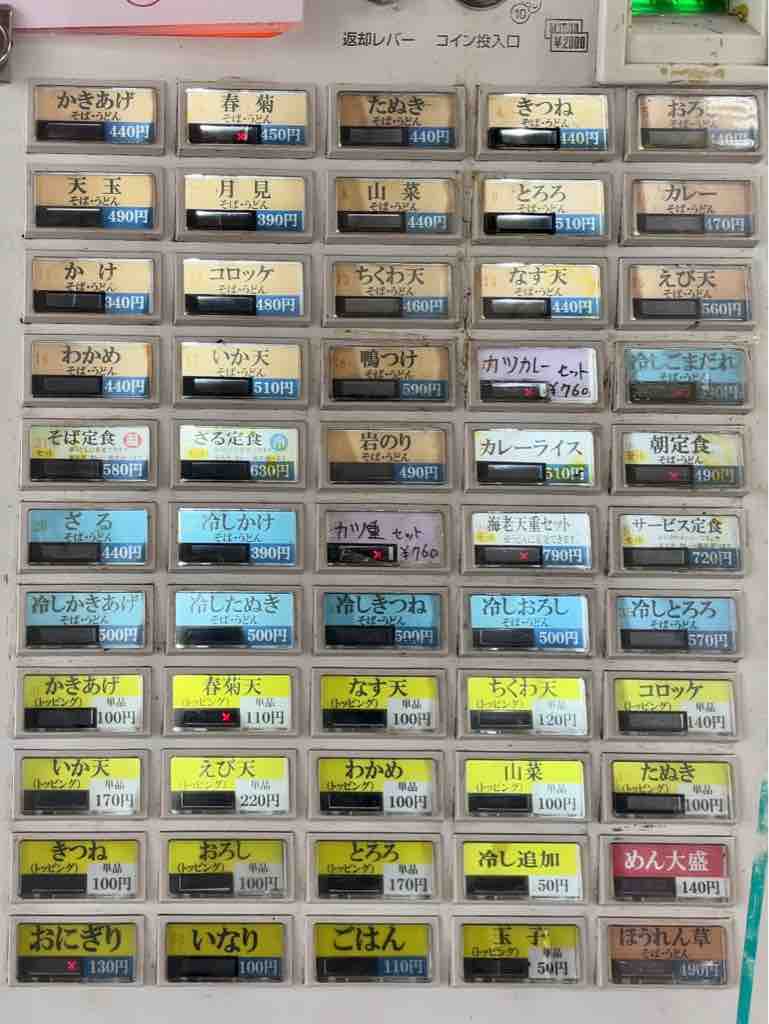 返却レバー コイン投入口
10
¥2000
かきあげ
そば・うどん
440円
春菊
そば・うどん
450円
たぬき
そば・うどん
440円
きつね
そば・うどん
440円
おろし
そば・うどん
天玉
そば・うどん
490円
月見
そば・うどん
390円
山菜
そば・うどん
440円
とろろ
そば・うどん
510円
カレー
そば・うどん
470円
かけ
そば・うどん
340円
コロッケ
そば・うどん
480円
ちくわ天
そば・うどん
460円
なす天
そば・うどん
440円
えび天
そば・うどん
560円
わかめ
そば・うどん
440円
いか天
そば・うどん
510円
鴨つけ
そば・うどん
590円
カツカレー セット
¥760
冷しごまだれ
そば・うどん
そば定食
セット
580円
ざる定食
セット
630円
岩のり
そば・うどん
490円
カレーライス
510円
朝定食
そば・うどん
490円
ざる
そば・うどん
440円
冷しかけ
そば・うどん
390円
カツ重 セット
¥760
海老天重セット
790円
サービス定食
そば・うどん
720円
冷しかきあげ
そば・うどん
500円
冷したぬき
そば・うどん
500円
冷しきつね
そば・うどん
500円
冷しおろし
そば・うどん
500円
冷しとろろ
そば・うどん
570円
かきあげ
(トッピング) 単品
100円
春菊天
(トッピング) 単品
110円
なす天
(トッピング) 単品
100円
ちくわ天
(トッピング) 単品
120円
コロッケ
(トッピング) 単品
140円
いか天
(トッピング) 単品
170円
えび天
(トッピング) 単品
220円
わかめ
(トッピング) 単品
100円
山菜
(トッピング) 単品
100円
たぬき
(トッピング) 単品
100円
きつね
(トッピング) 単品
100円
おろし
(トッピング) 単品
100円
とろろ
(トッピング) 単品
170円
冷し追加
50円
めん大盛
140円
おにぎり
130円
いなり
100円
ごはん
110円
玉子
(トッピング) 単品
50円
ほうれん草
そば・うどん
490円